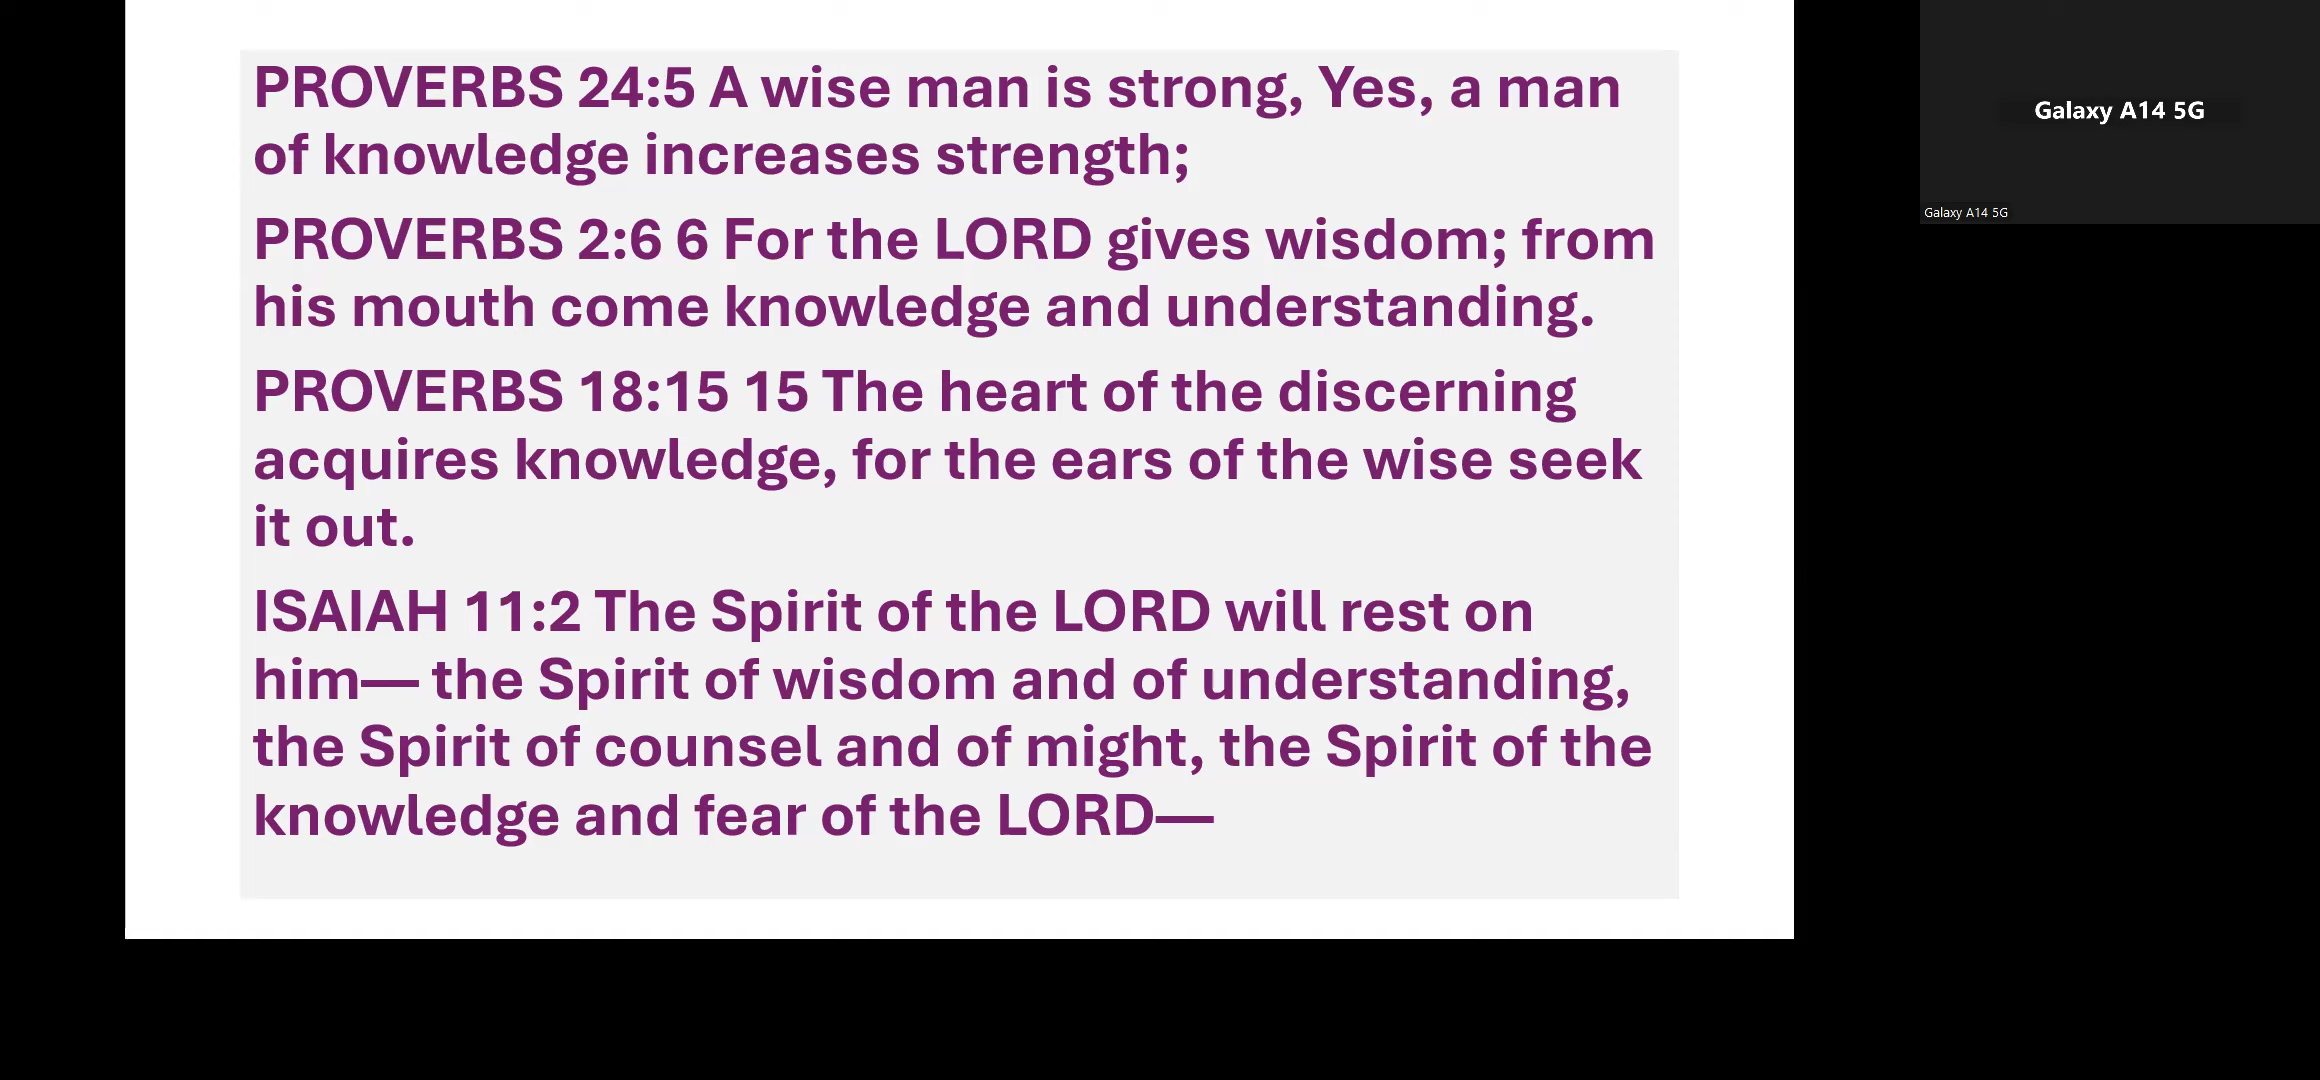 PROVERBS 24:5 A wise man is strong, Yes, a man
of knowledge increases strength;
PROVERBS 2:6 6 For the LORD gives wisdom; from
his mouth come knowledge and understanding.
PROVERBS 18:15 15 The heart of the discerning
acquires knowledge, for the ears of the wise seek
it out.
ISAIAH 11:2 The Spirit of the LORD will rest on
him— the Spirit of wisdom and of understanding,
the Spirit of counsel and of might, the Spirit of the
knowledge and fear of the LORD—
Galaxy A14 5G
Galaxy A14 5G